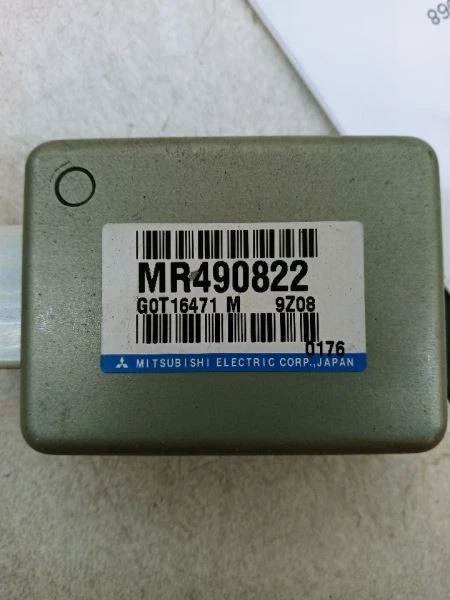 MR490822
G0T16471 M 9Z08
0176
MITSUBISHI ELECTRIC CORP.,JAPAN